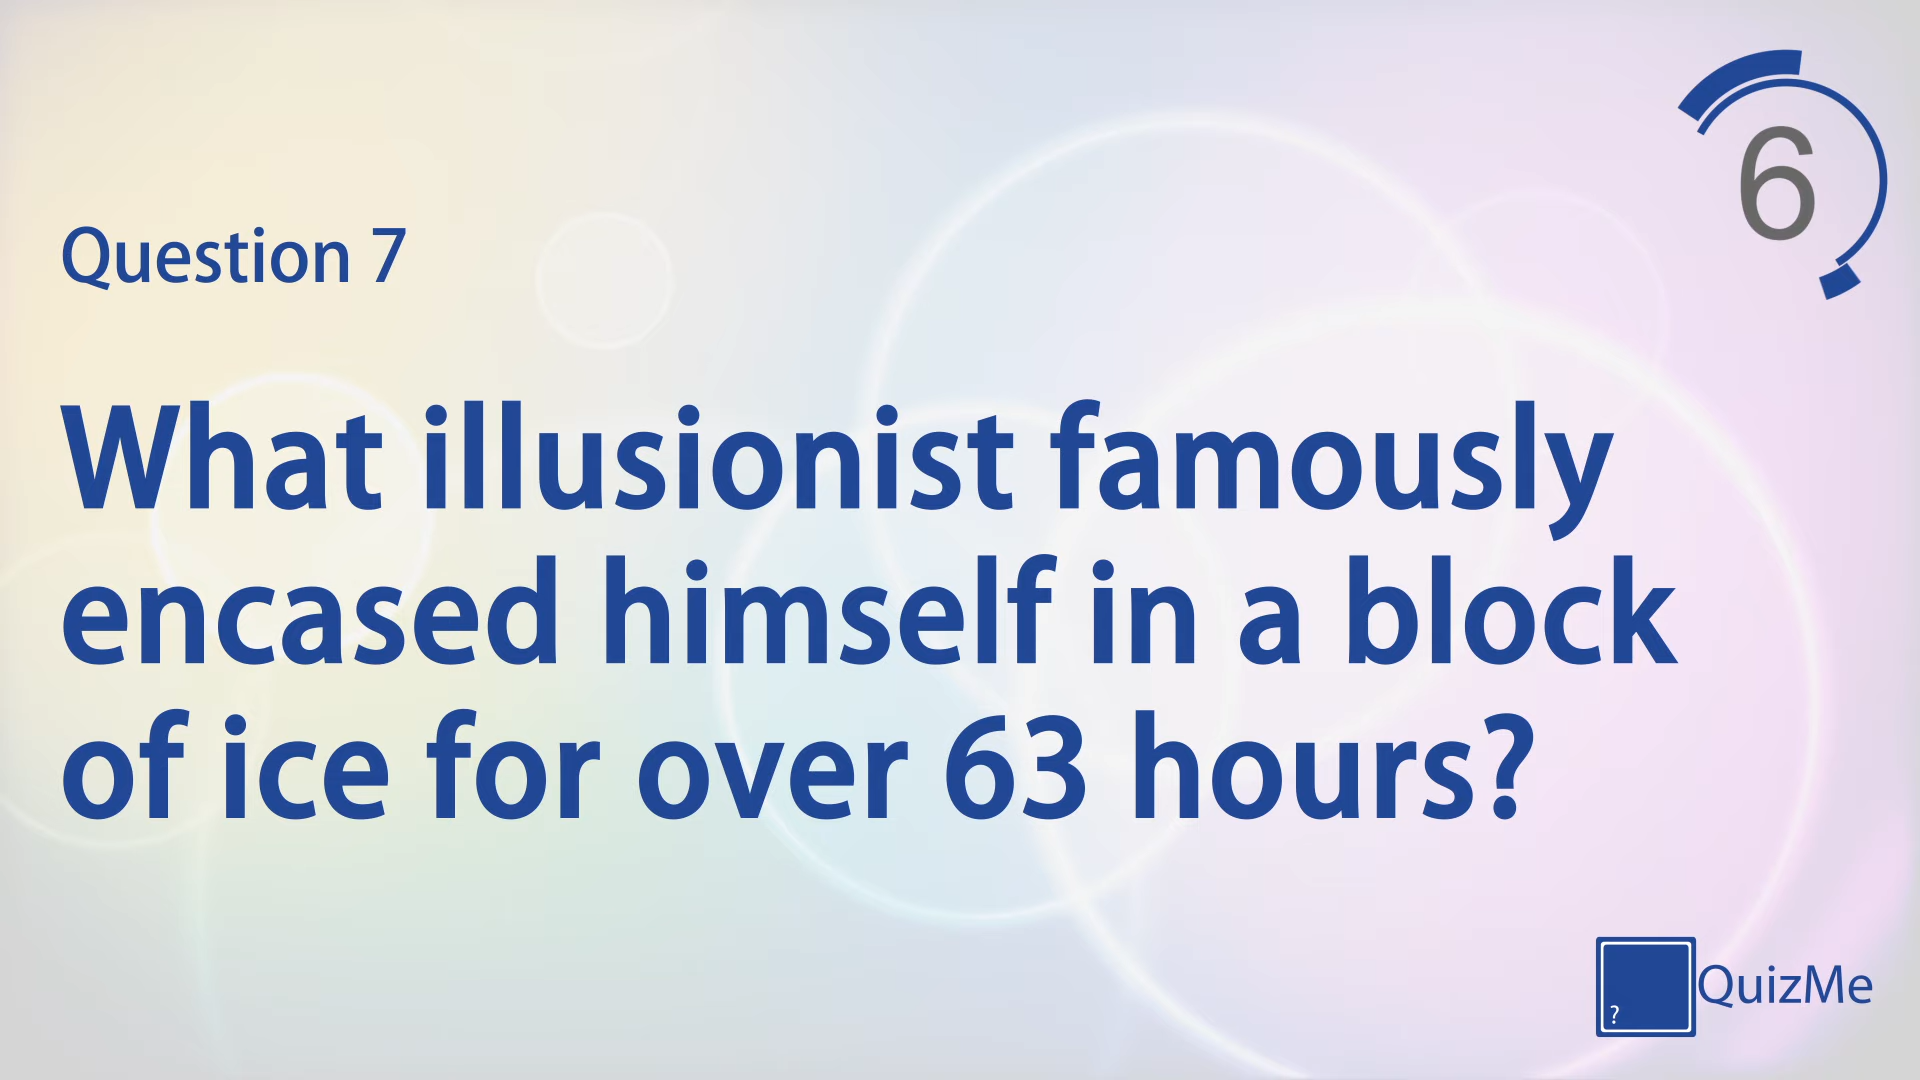 6
Question 7
What illusionist famously
encased himself in a block
of ice for over 63 hours?
?
QuizMe